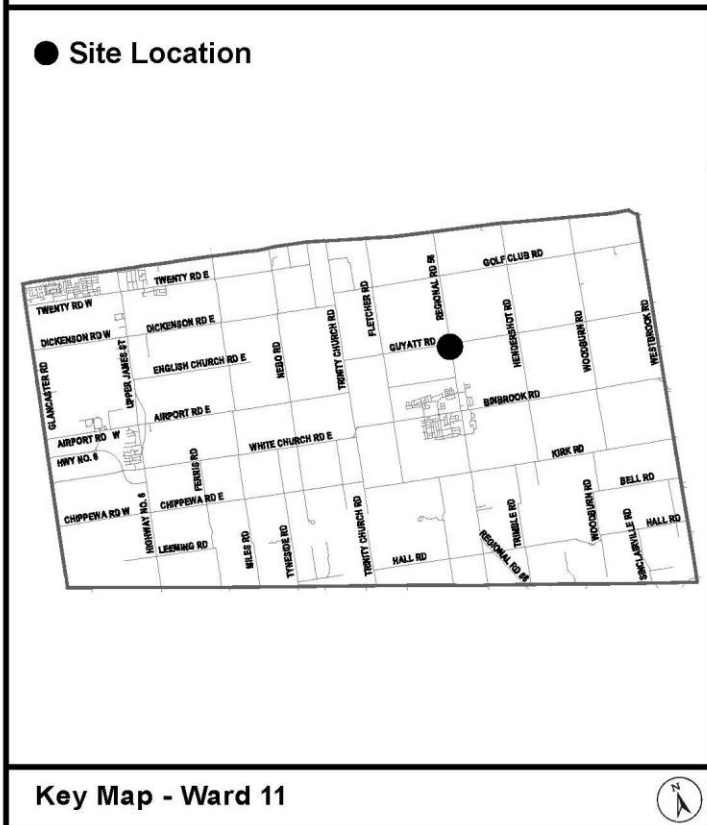 Site Location
GOLF CLUB RD
TWENTY RD E
REGIONAL RD 56
FLETCHER RD
TWENTY RD W
DICKENSON RD E
HENDERSHOT RD
WOODBURN RD
WESTBROOK RD
DICKENSON RD W
UPPER JAMES ST
TRINITY CHURCH RD
GUYATT RD
NEBO RD
ENGLISH CHURCH RD E
GLANCASTER RD
BINBROOK RD
AIRPORT RD E
AIRPORT RD W
WHITE CHURCH RD E
HWY NO. 6
KIRK RD
FERRIS RD
BELL RD
CHIPPEWA RD E
CHIPPEWA RD W
HIGHWAY NO. 6
TRIMBLE RD
WOODBURN RD
HALL RD
MILES RD
TYNESIDE RD
TRINITY CHURCH RD
LEEMING RD
HALL RD
REGIONAL RD 56
SINCLAIRVILLE RD
Key Map - Ward 11
N